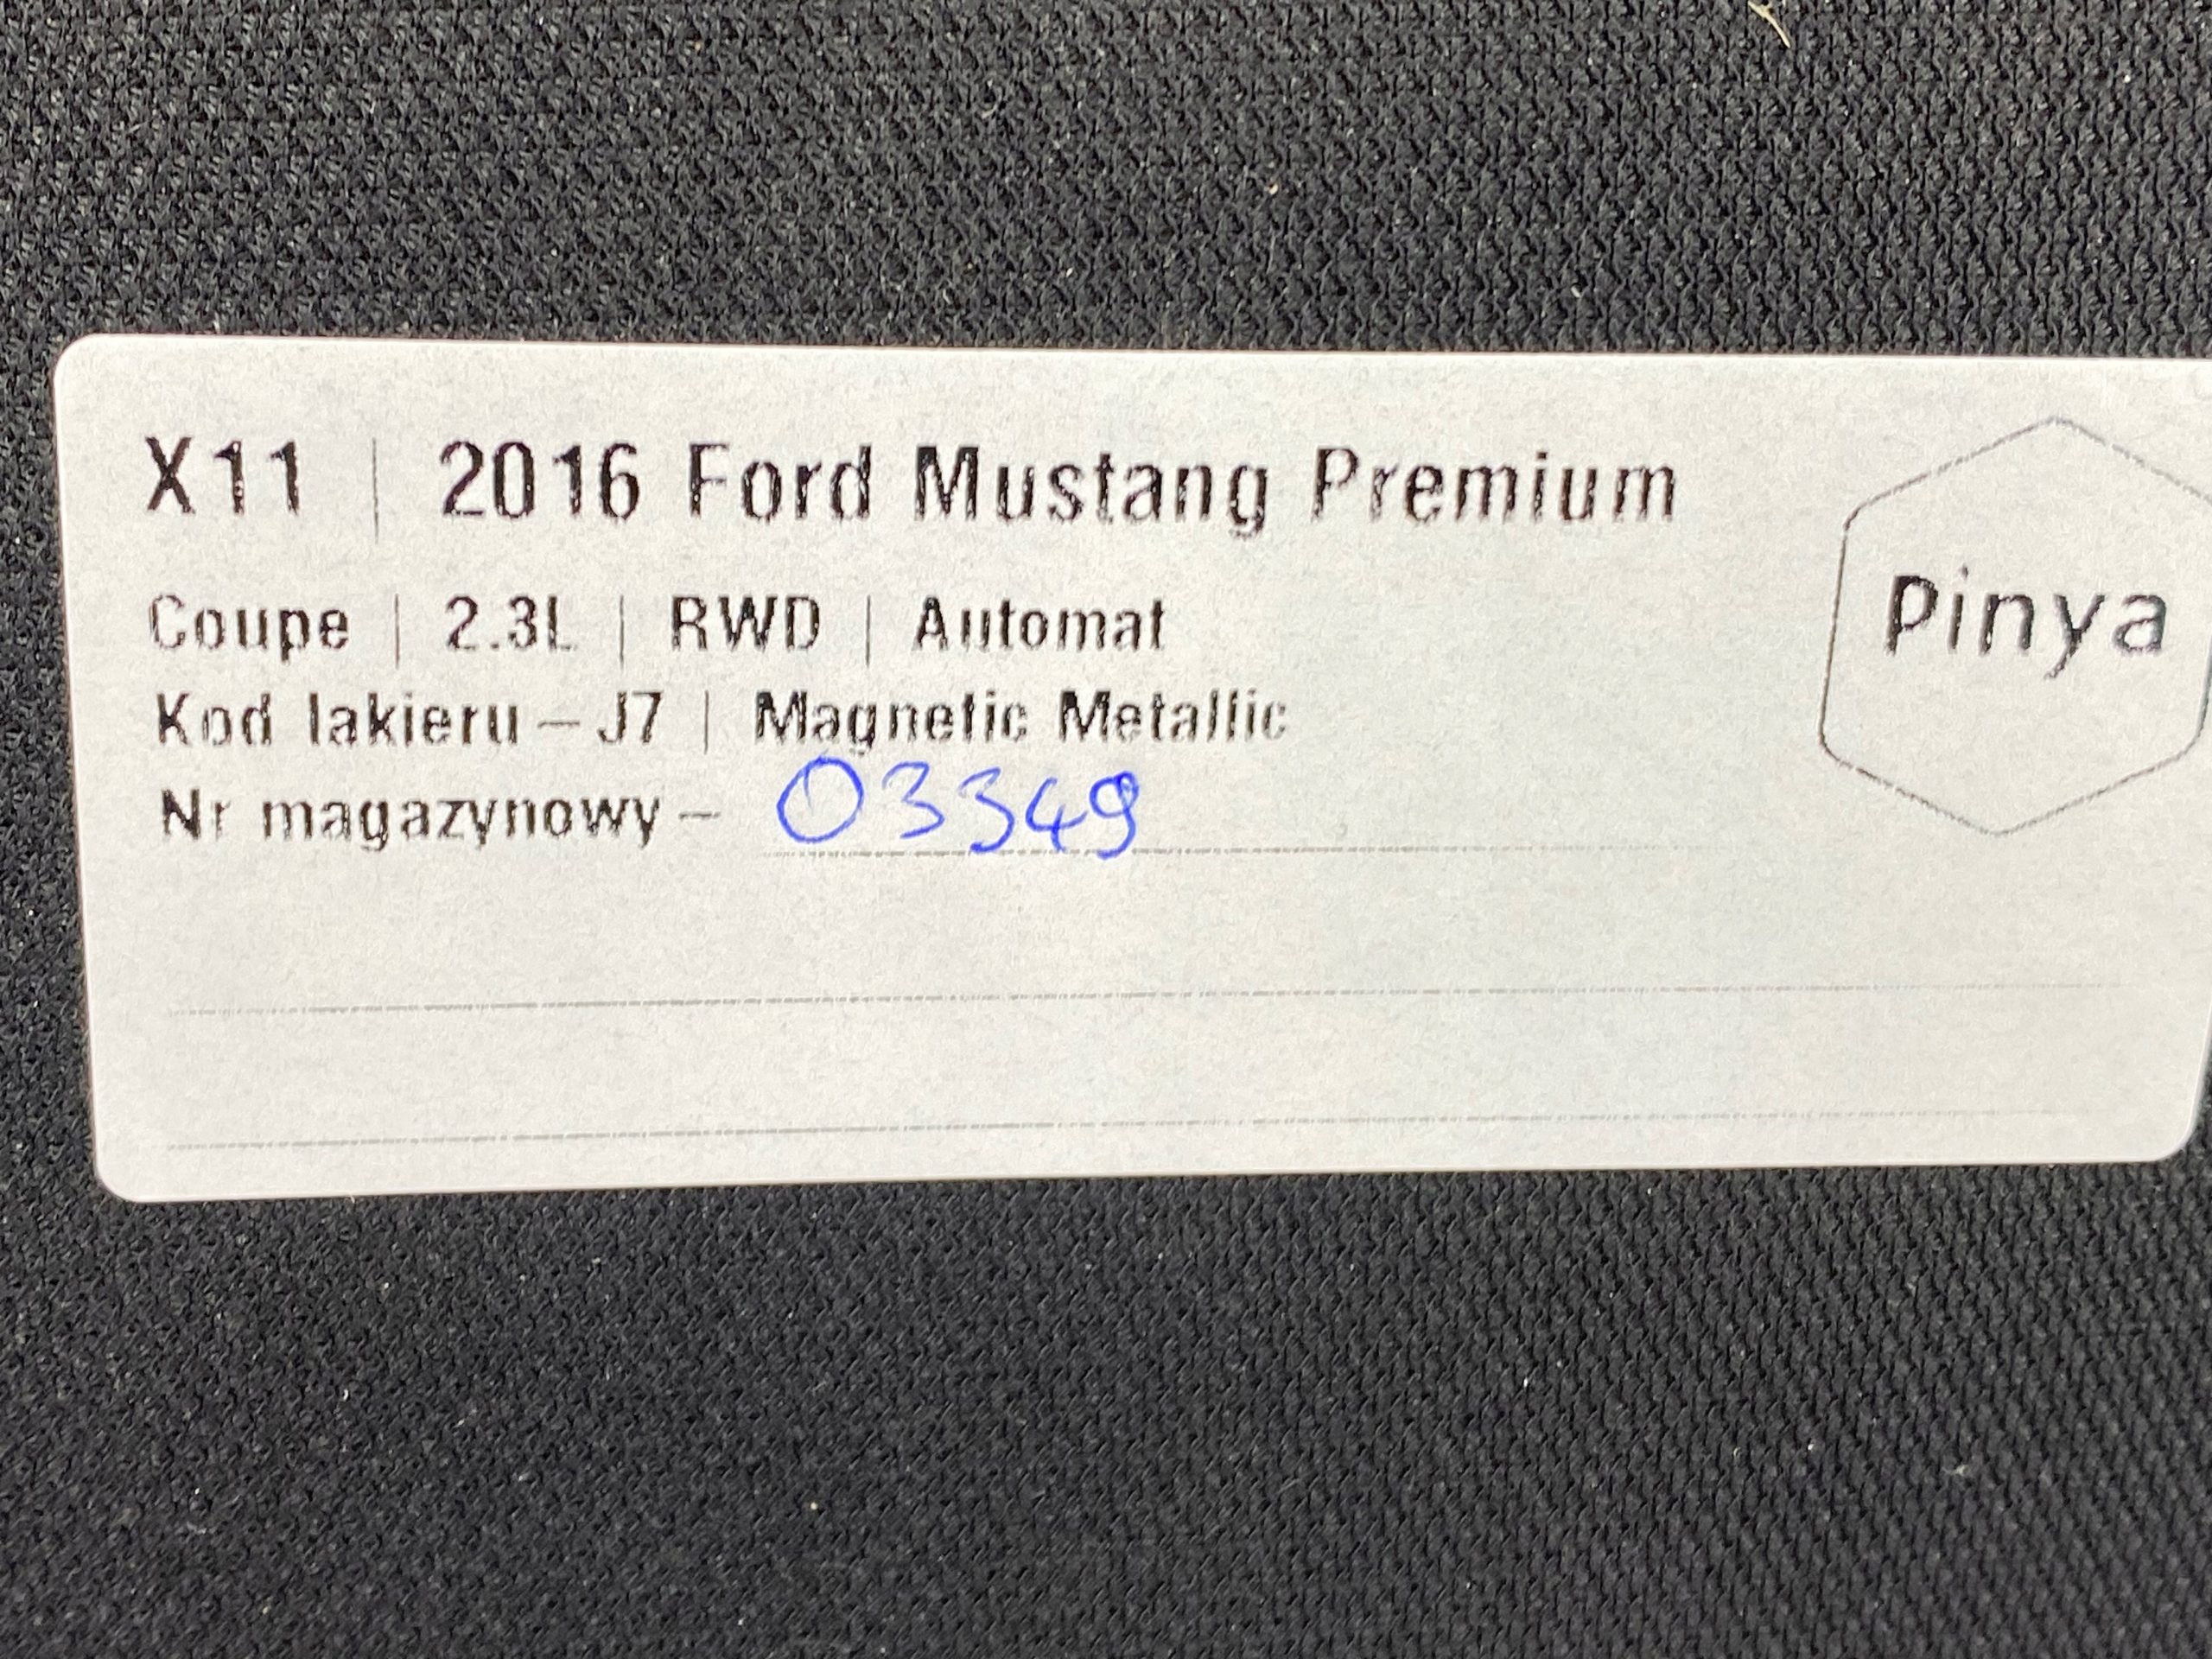 X11 | 2016 Ford Mustang Premium
Coupe | 2.3L | RWD | Automat
Kod lakieru – J7 | Magnetic Metallic
Nr magazynowy – 03349
Pinya